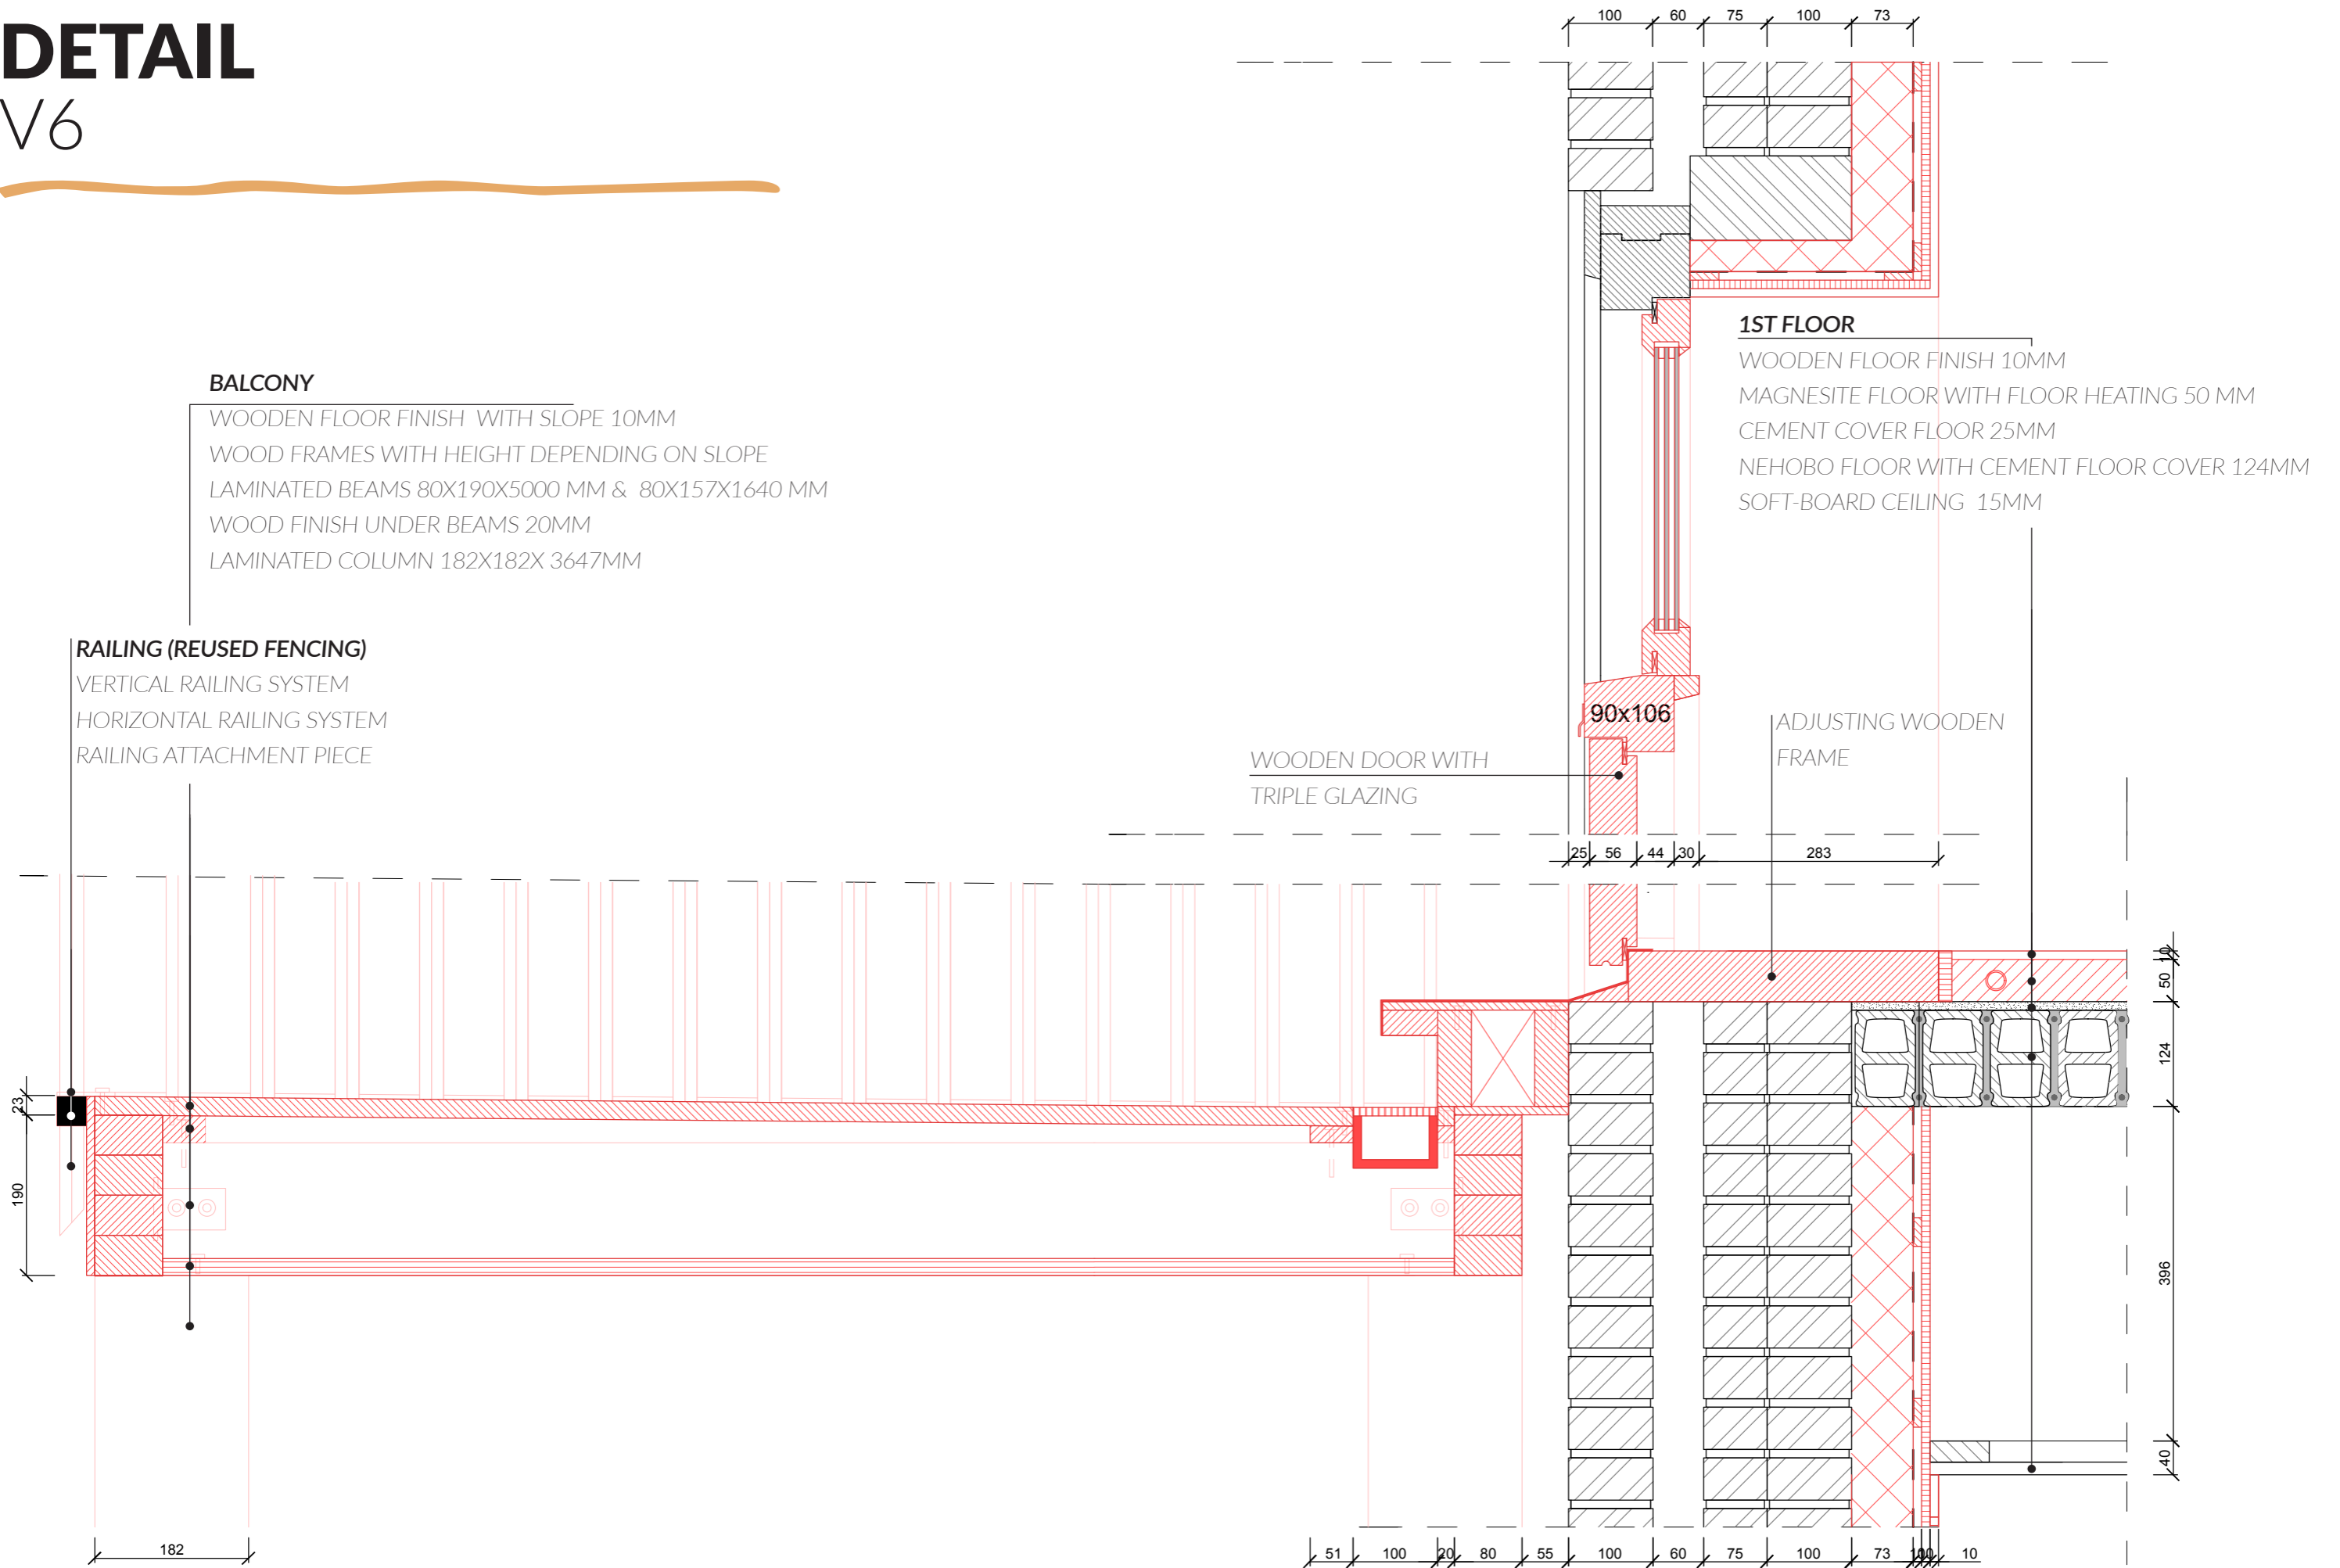 DETAIL
V6
100 60 75 100 73
1ST FLOOR
WOODEN FLOOR FINISH 10MM
MAGNESITE FLOOR WITH FLOOR HEATING 50 MM
CEMENT COVER FLOOR 25MM
NEHOBO FLOOR WITH CEMENT FLOOR COVER 124MM
SOFT-BOARD CEILING 15MM
BALCONY
WOODEN FLOOR FINISH WITH SLOPE 10MM
WOOD FRAMES WITH HEIGHT DEPENDING ON SLOPE
LAMINATED BEAMS 80X190X5000 MM & 80X157X1640 MM
WOOD FINISH UNDER BEAMS 20MM
LAMINATED COLUMN 182X182X 3647MM
RAILING (REUSED FENCING)
VERTICAL RAILING SYSTEM
HORIZONTAL RAILING SYSTEM
RAILING ATTACHMENT PIECE
90x106
ADJUSTING WOODEN
FRAME
WOODEN DOOR WITH
TRIPLE GLAZING
25 56 44 30 283
10
50
124
396
40
23
190
182
51 100 20 80 55 100 60 75 100 73 10